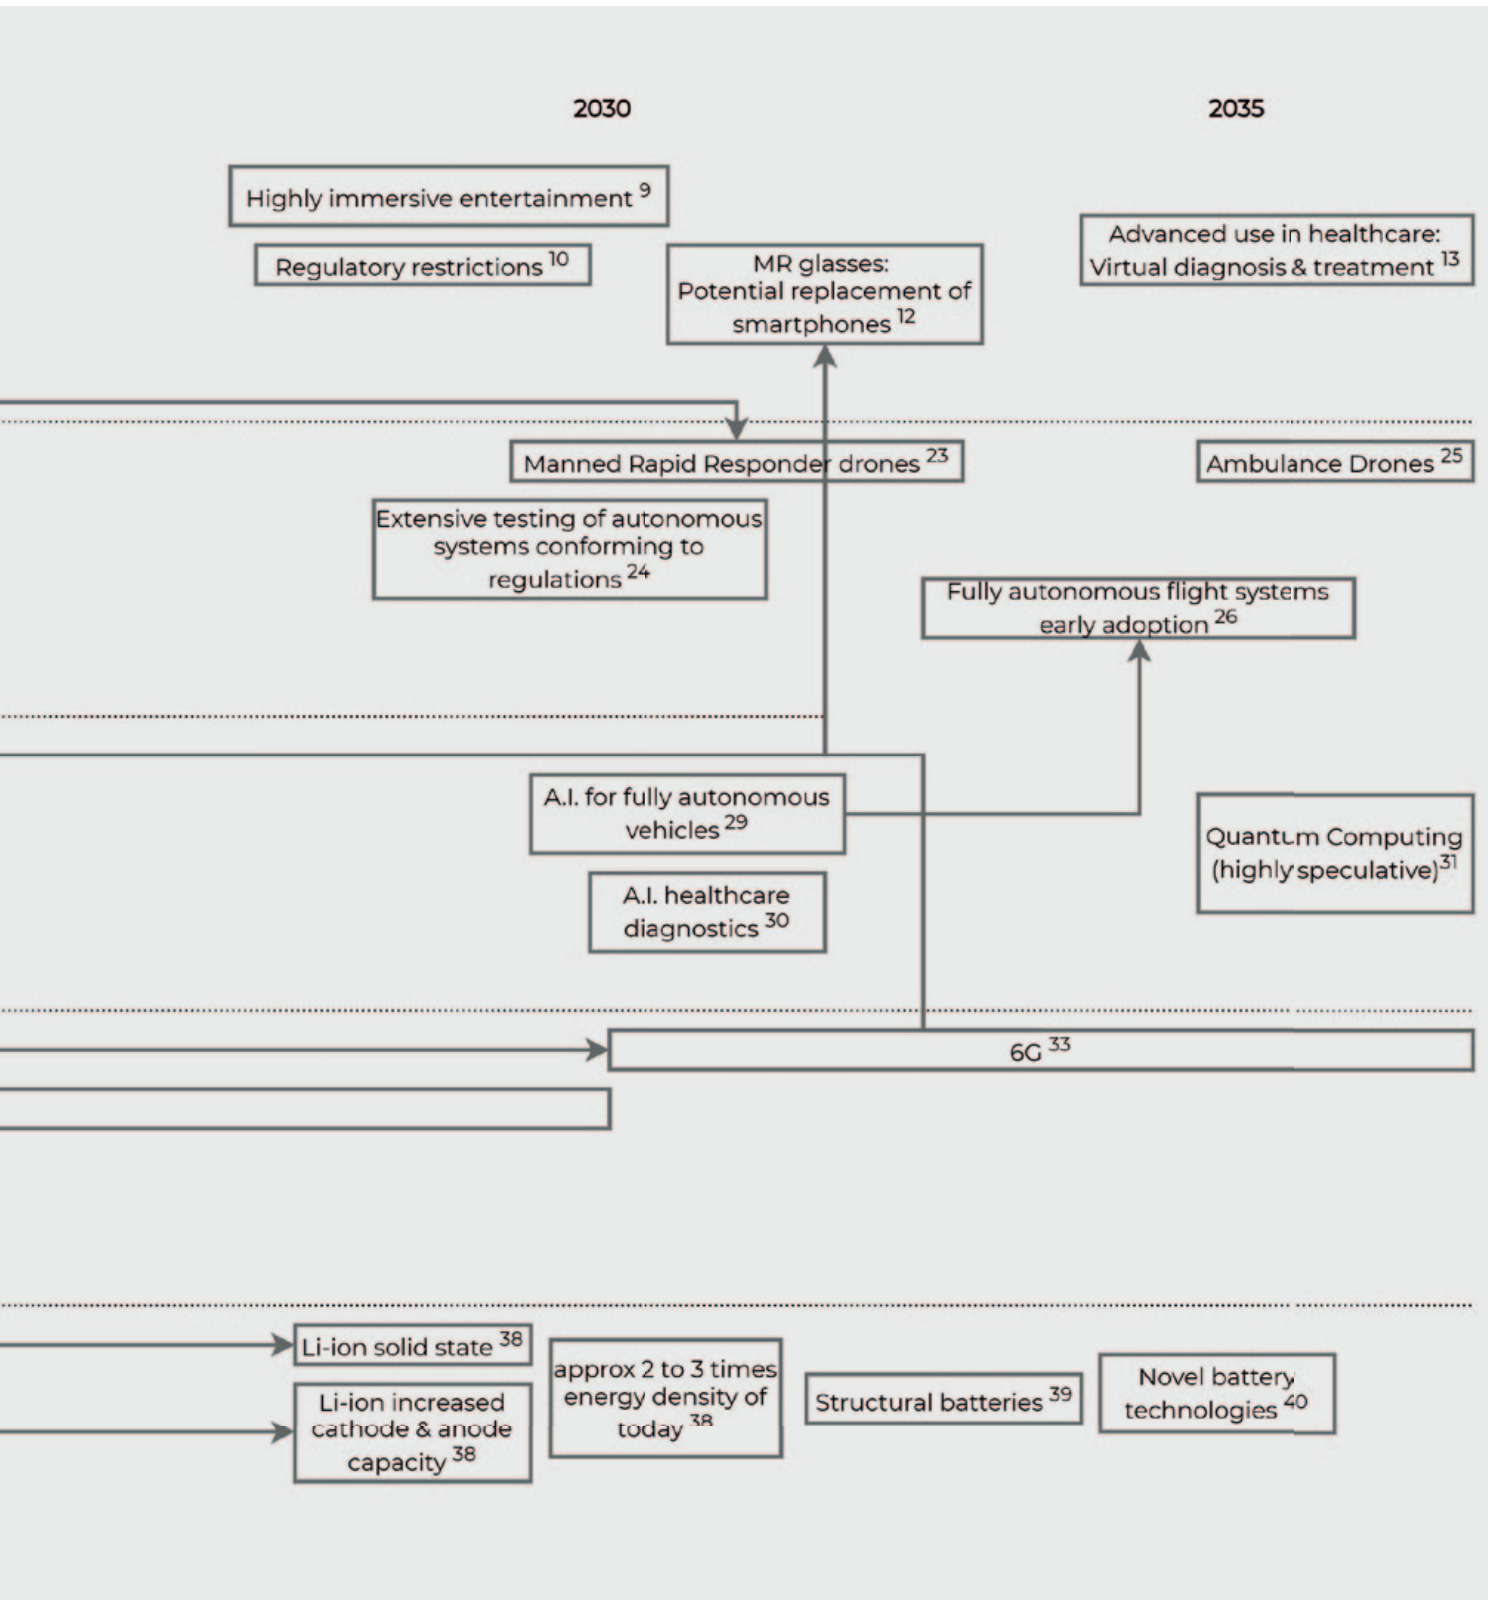 2030
2035
Highly immersive entertainment 9
Regulatory restrictions 10
MR glasses:
Potential replacement of
smartphones 12
Advanced use in healthcare:
Virtual diagnosis & treatment 13
Manned Rapid Responder drones 23
Ambulance Drones 25
Extensive testing of autonomous
systems conforming to
regulations 24
Fully autonomous flight systems
early adoption 26
A.I. for fully autonomous
vehicles 29
Quantum Computing
(highly speculative) 31
A.I. healthcare
diagnostics 30
6G 33
Li-ion solid state 38
Li-ion increased
cathode & anode
capacity 38
approx 2 to 3 times
energy density of
today 38
Structural batteries 39
Novel battery
technologies 40